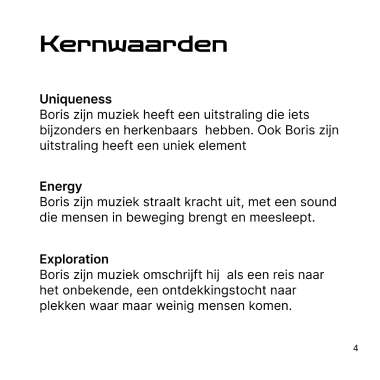 Kernwaarden
Uniqueness
Boris zijn muziek heeft een uitstraling die iets
bijzonders en herkenbaars  hebben. Ook Boris zijn
uitstraling heeft een uniek element
Energy
Boris zijn muziek straalt kracht uit, met een sound
die mensen in beweging brengt en meesleept.
Exploration
Boris zijn muziek omschrijft hij  als een reis naar
het onbekende, een ontdekkingstocht naar
plekken waar maar weinig mensen komen.
4